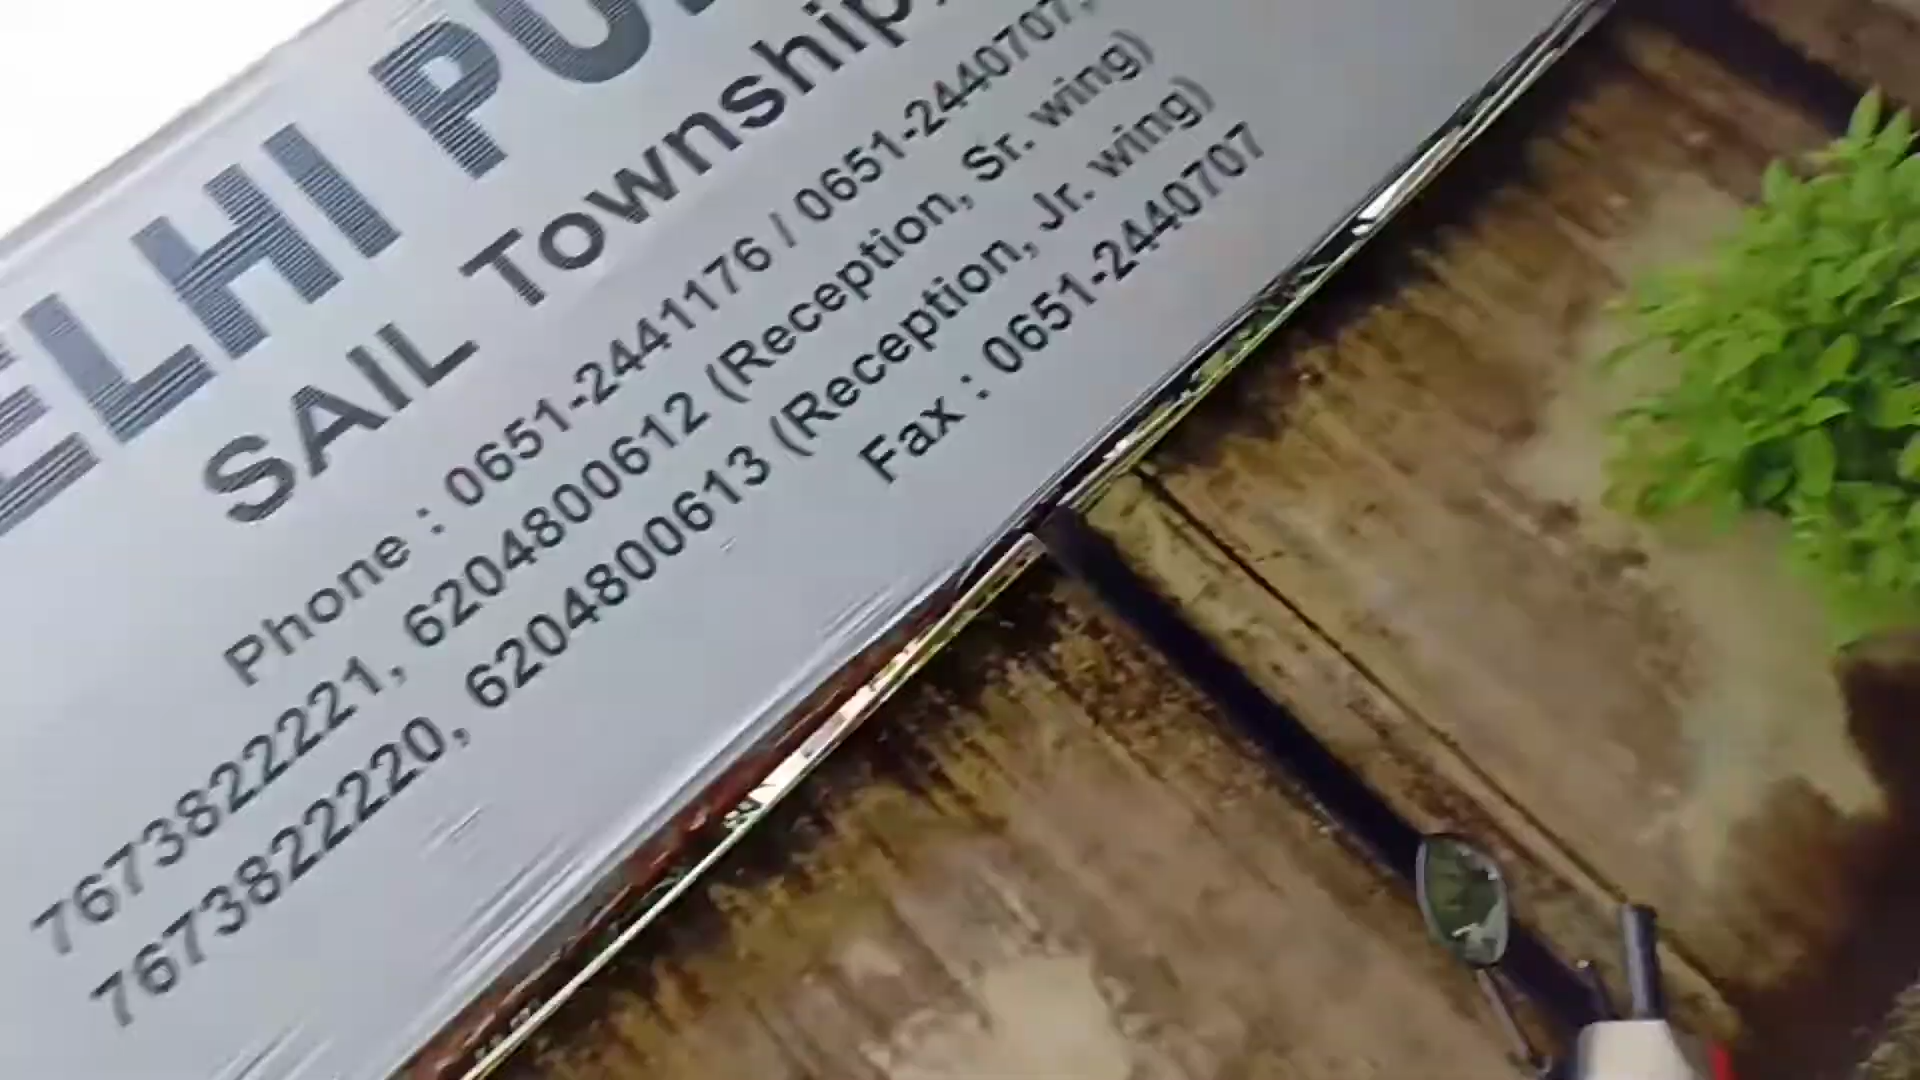 ELHI PU
SAIL Township,
Phone : 0651-2441176 / 0651-2440707,
7673822221, 6204800612 (Reception, Sr. wing)
7673822220, 6204800613 (Reception, Jr. wing)
Fax : 0651-2440707